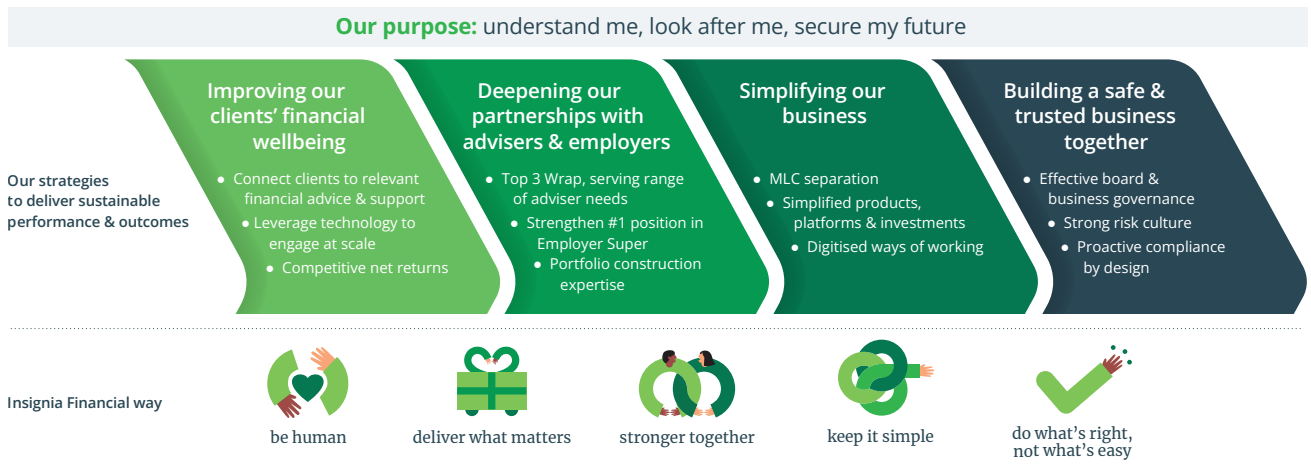 Our purpose: understand me, look after me, secure my future
Our strategies
to deliver sustainable
performance & outcomes
Improving our
clients’ financial
wellbeing
● Connect clients to relevant
financial advice & support
● Leverage technology to
engage at scale
● Competitive net returns
Deepening our
partnerships with
advisers & employers
● Top 3 Wrap, serving range
of adviser needs
● Strengthen #1 position in
Employer Super
● Portfolio construction
expertise
Simplifying our
business
● MLC separation
● Simplified products,
platforms & investments
● Digitised ways of working
Building a safe &
trusted business
together
● Effective board &
business governance
● Strong risk culture
● Proactive compliance
by design
Insignia Financial way
be human
deliver what matters
stronger together
keep it simple
do what’s right,
not what’s easy